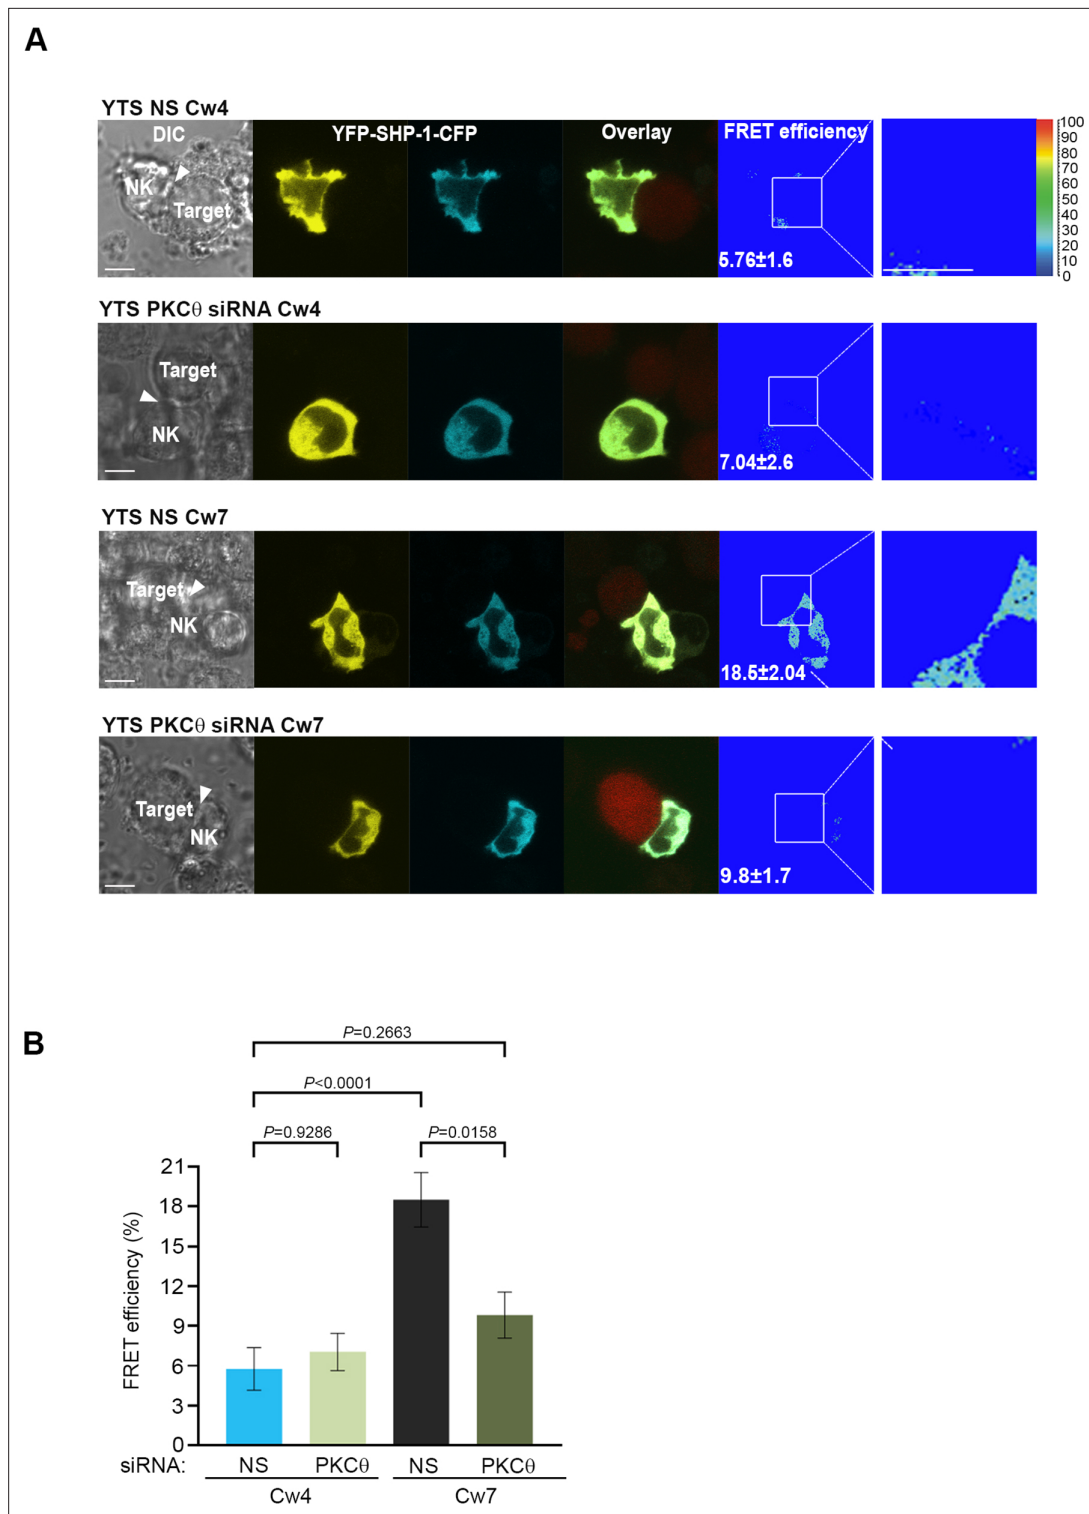 A
YTS NS Cw4
DIC
YFP-SHP-1-CFP
Overlay
FRET efficiency
NK
Target
5.76±1.6
100
90
80
70
60
50
40
30
20
10
0
YTS PKCθ siRNA Cw4
Target
NK
7.04±2.6
YTS NS Cw7
Target
NK
18.5±2.04
YTS PKCθ siRNA Cw7
Target
NK
9.8±1.7
B
P=0.2663
P<0.0001
P=0.9286
P=0.0158
FRET efficiency (%)
21
18
15
12
9
6
3
0
siRNA: NS PKCθ NS PKCθ
Cw4 Cw7